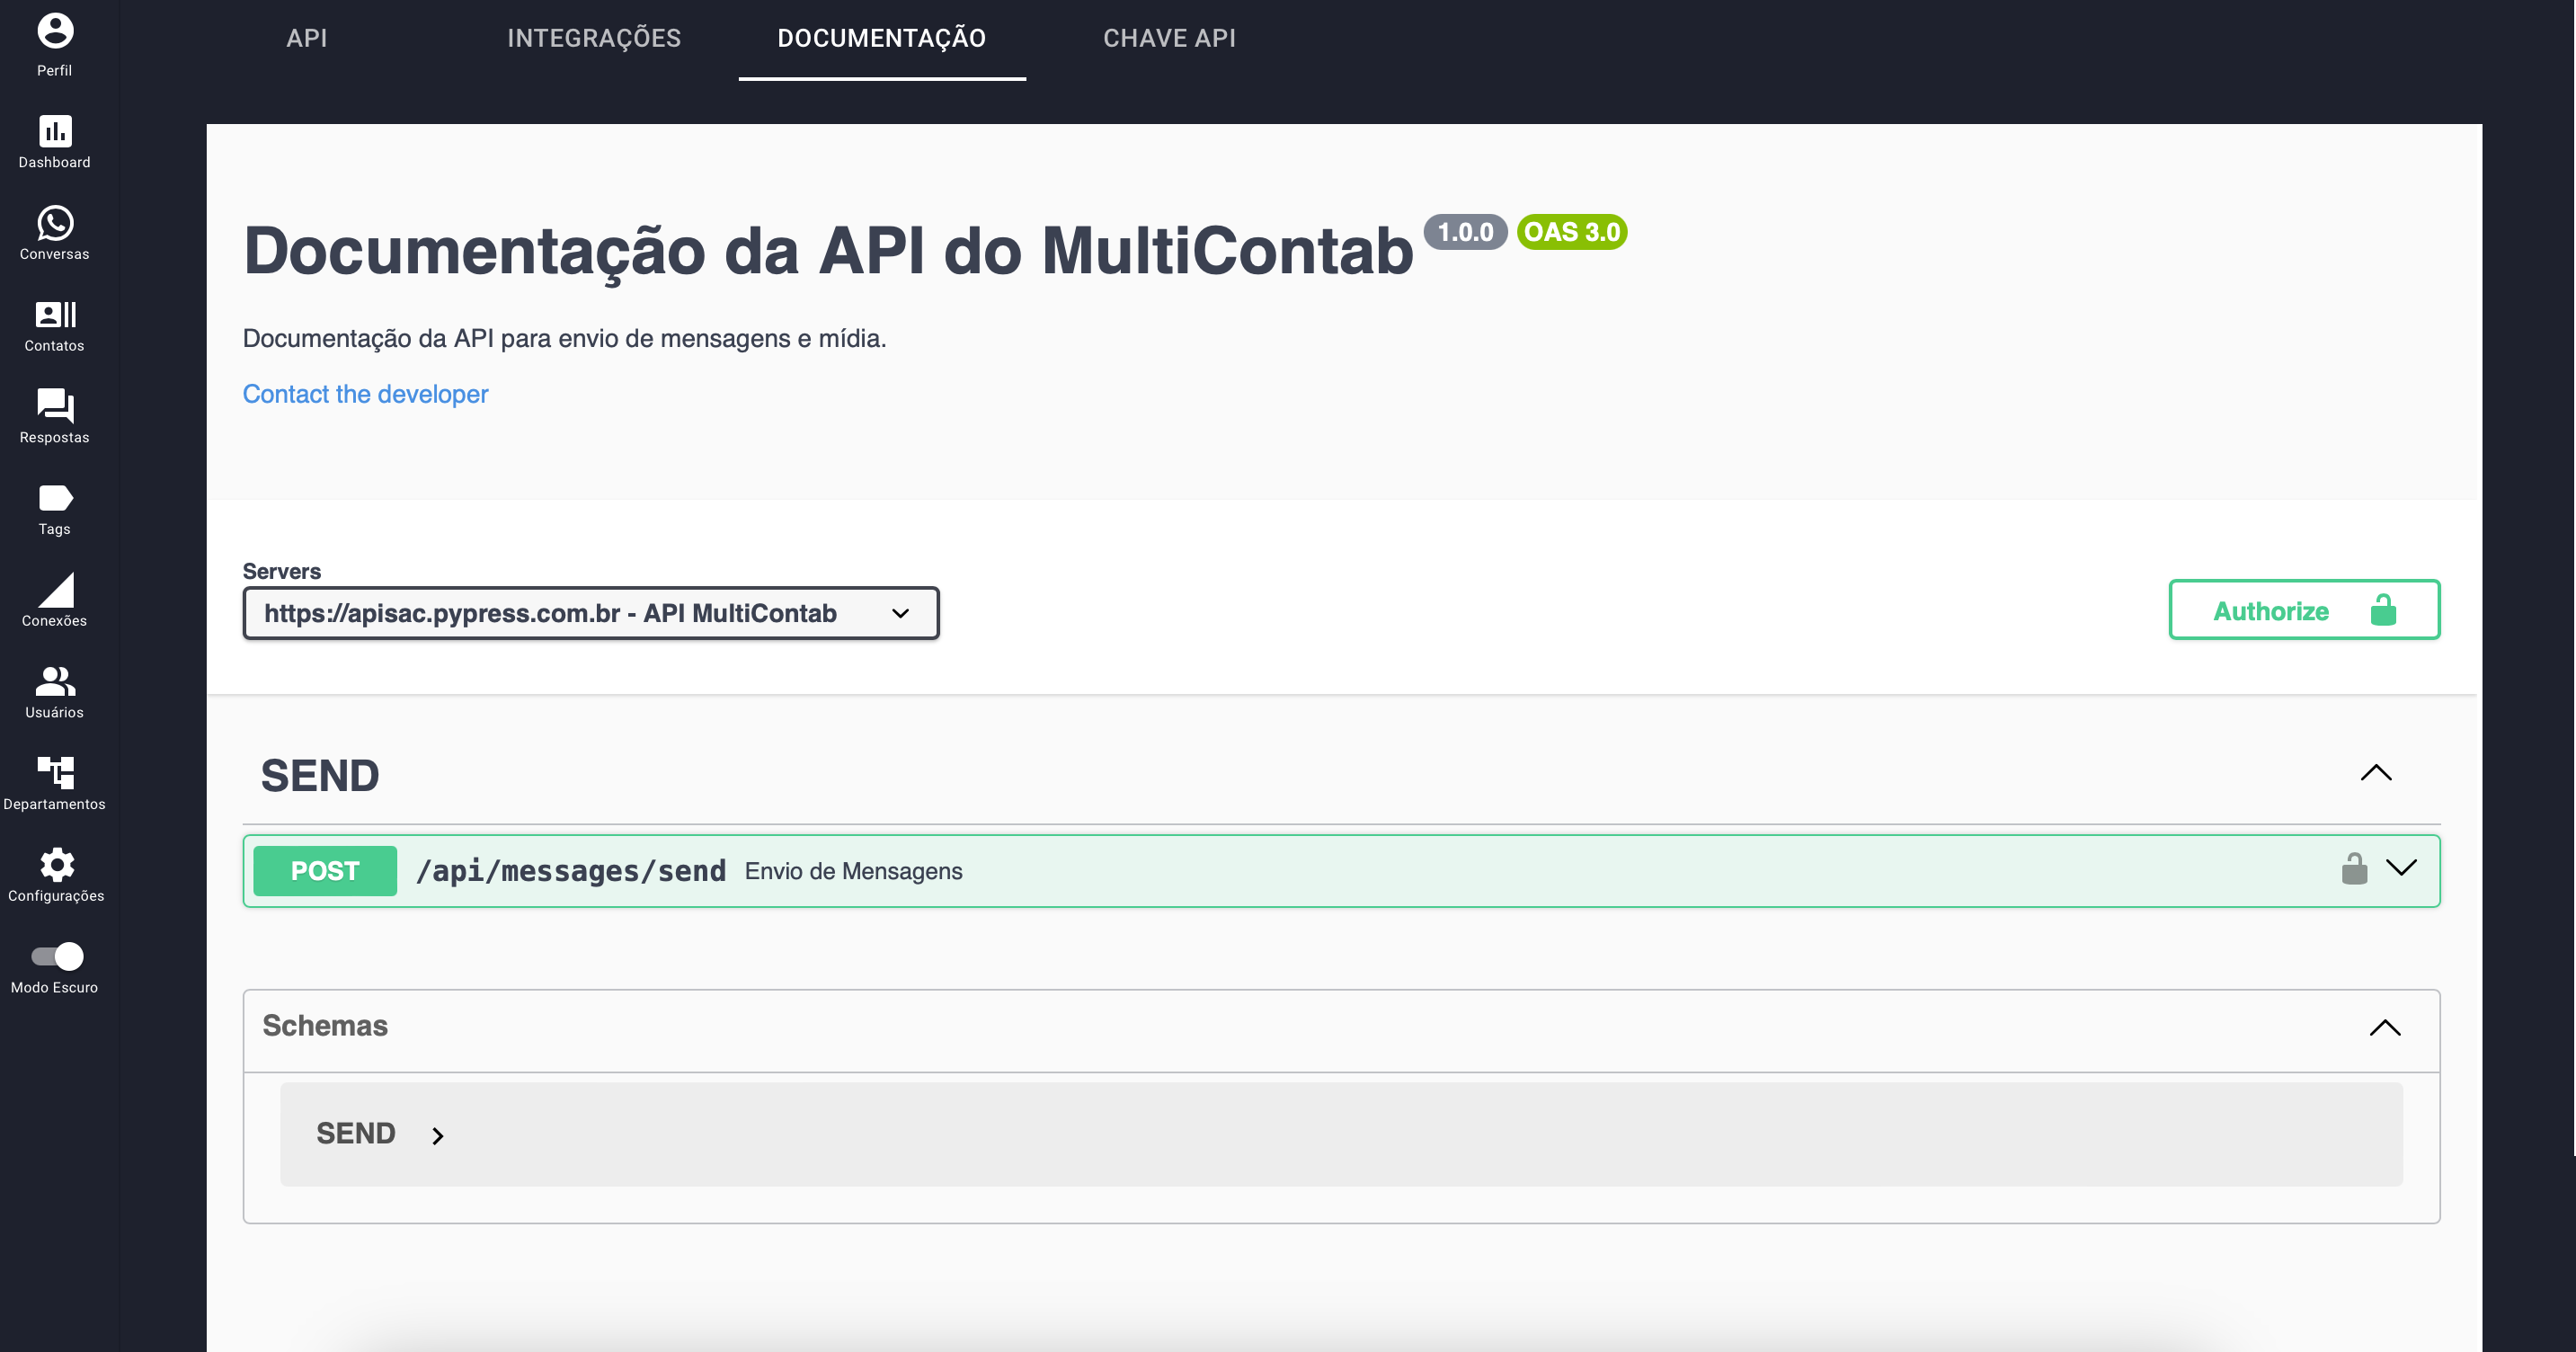 Perfil
Dashboard
Conversas
Contatos
Respostas
Tags
Conexões
Usuários
Departamentos
Configurações
Modo Escuro
API INTEGRAÇÕES DOCUMENTAÇÃO CHAVE API
Documentação da API do MultiContab 1.0.0 OAS 3.0
Documentação da API para envio de mensagens e mídia.
Contact the developer
Servers
https://apisac.pypress.com.br - API MultiContab
Authorize
SEND
POST /api/messages/send Envio de Mensagens
Schemas
SEND